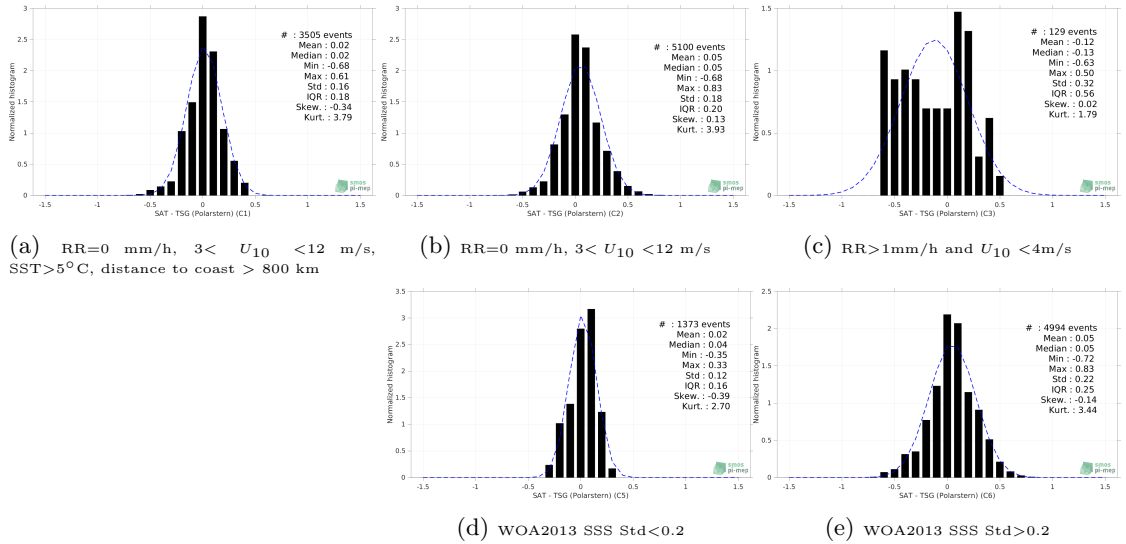 3
2.5
2
1.5
1
0.5
0
-1.5
-1
-0.5
0
0.5
1
1.5
Normalized histogram
SAT - TSG (Polarstern) (C1)
# : 3505 events
Mean : 0.02
Median : 0.02
Min : -0.68
Max : 0.61
Std : 0.16
IQR : 0.18
Skew. : -0.34
Kurt. : 3.79
smos
pi-mep
(a) RR=0 mm/h, 3< U10 <12 m/s,
SST>5°C, distance to coast > 800 km
3
2.5
2
1.5
1
0.5
0
-1.5
-1
-0.5
0
0.5
1
1.5
Normalized histogram
SAT - TSG (Polarstern) (C2)
# : 5100 events
Mean : 0.05
Median : 0.05
Min : -0.68
Max : 0.83
Std : 0.18
IQR : 0.20
Skew. : 0.13
Kurt. : 3.93
smos
pi-mep
(b) RR=0 mm/h, 3< U10 <12 m/s
1.5
1
0.5
0
-1.5
-1
-0.5
0
0.5
1
1.5
Normalized histogram
SAT - TSG (Polarstern) (C3)
# : 129 events
Mean : -0.12
Median : -0.13
Min : -0.63
Max : 0.50
Std : 0.32
IQR : 0.56
Skew. : 0.02
Kurt. : 1.79
smos
pi-mep
(c) RR>1mm/h and U10 <4m/s
3.5
3
2.5
2
1.5
1
0.5
0
-1.5
-1
-0.5
0
0.5
1
1.5
Normalized histogram
SAT - TSG (Polarstern) (C5)
# : 1373 events
Mean : 0.02
Median : 0.04
Min : -0.35
Max : 0.33
Std : 0.12
IQR : 0.16
Skew. : -0.39
Kurt. : 2.70
smos
pi-mep
(d) WOA2013 SSS Std<0.2
2.5
2
1.5
1
0.5
0
-1.5
-1
-0.5
0
0.5
1
1.5
Normalized histogram
SAT - TSG (Polarstern) (C6)
# : 4994 events
Mean : 0.05
Median : 0.05
Min : -0.72
Max : 0.83
Std : 0.22
IQR : 0.25
Skew. : -0.14
Kurt. : 3.44
smos
pi-mep
(e) WOA2013 SSS Std>0.2